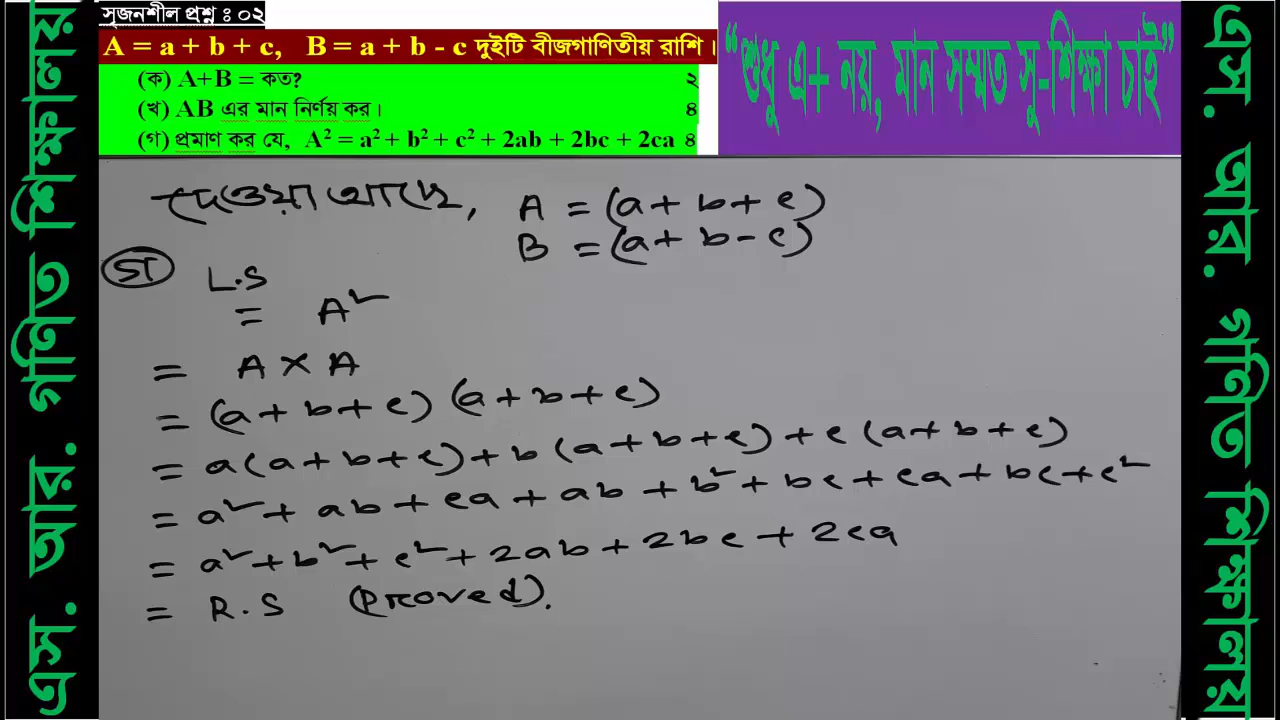 এস. আর. গণিত শিক্ষালয়
সৃজনশীল প্রশ্ন : ০২
A = a + b + c, B = a + b - c দুইটি বীজগাণিতীয় রাশি।
(ক) A+B = কত? ২
(খ) AB এর মান নির্ণয় কর। ৪
(গ) প্রমাণ কর যে, A² = a² + b² + c² + 2ab + 2bc + 2ca ৪
“শুধু এ+ নয়, মান সম্মত সু-শিক্ষা চাই”
দেওয়া আছে, A = (a + b + c)
B = (a + b - c)
গ L.S
= A²
= A × A
= (a + b + c) (a + b + c)
= a(a + b + c) + b (a + b + c) + c (a + b + c)
= a² + ab + ca + ab + b² + bc + ca + bc + c²
= a² + b² + c² + 2ab + 2bc + 2ca
= R.S (Proved).
এস. আর. গণিত শিক্ষালয়